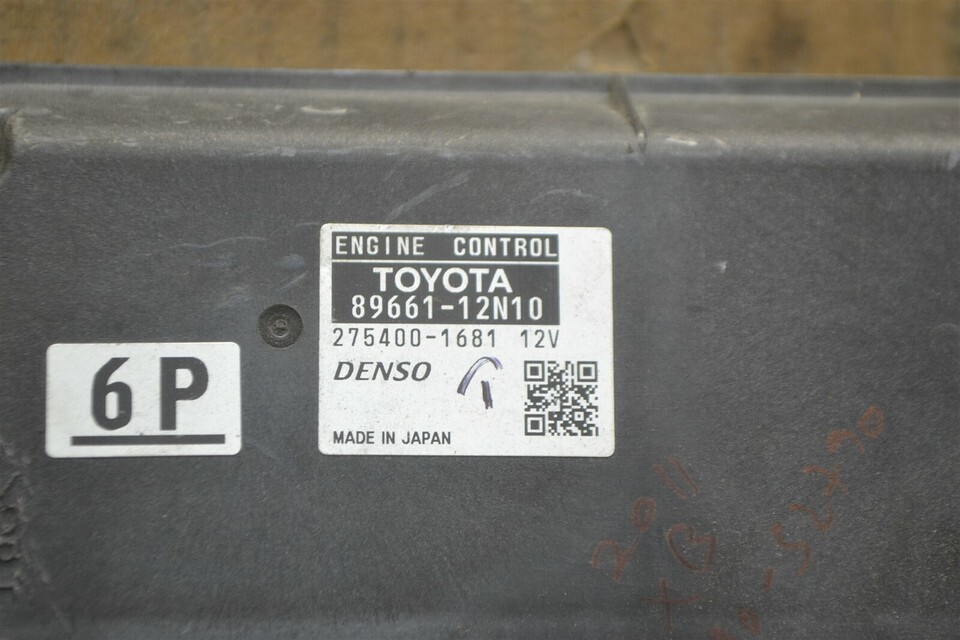 ENGINE CONTROL
TOYOTA
89661-12N10
275400-1681 12V
DENSO
MADE IN JAPAN
6P
2011